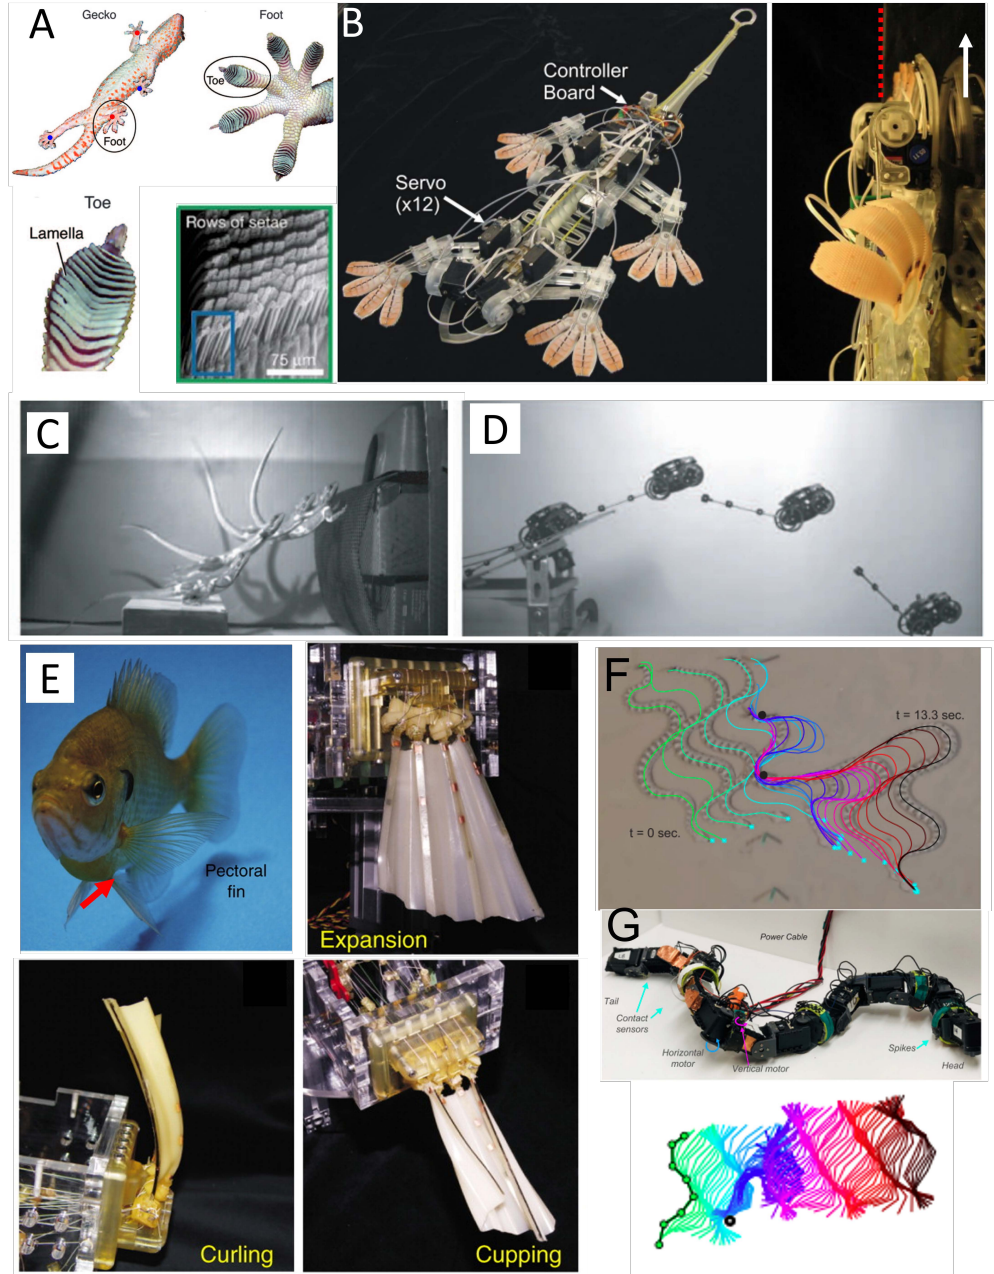 A
Gecko
Foot
Toe
Foot
Toe
Lamella
Rows of setae
75 µm
B
Controller
Board
Servo
(x12)
C
D
E
Pectoral
fin
Expansion
Curling
Cupping
F
t = 13.3 sec.
t = 0 sec.
G
Power Cable
Tail
Contact
sensors
Horizontal
motor
Vertical motor
Spikes
Head